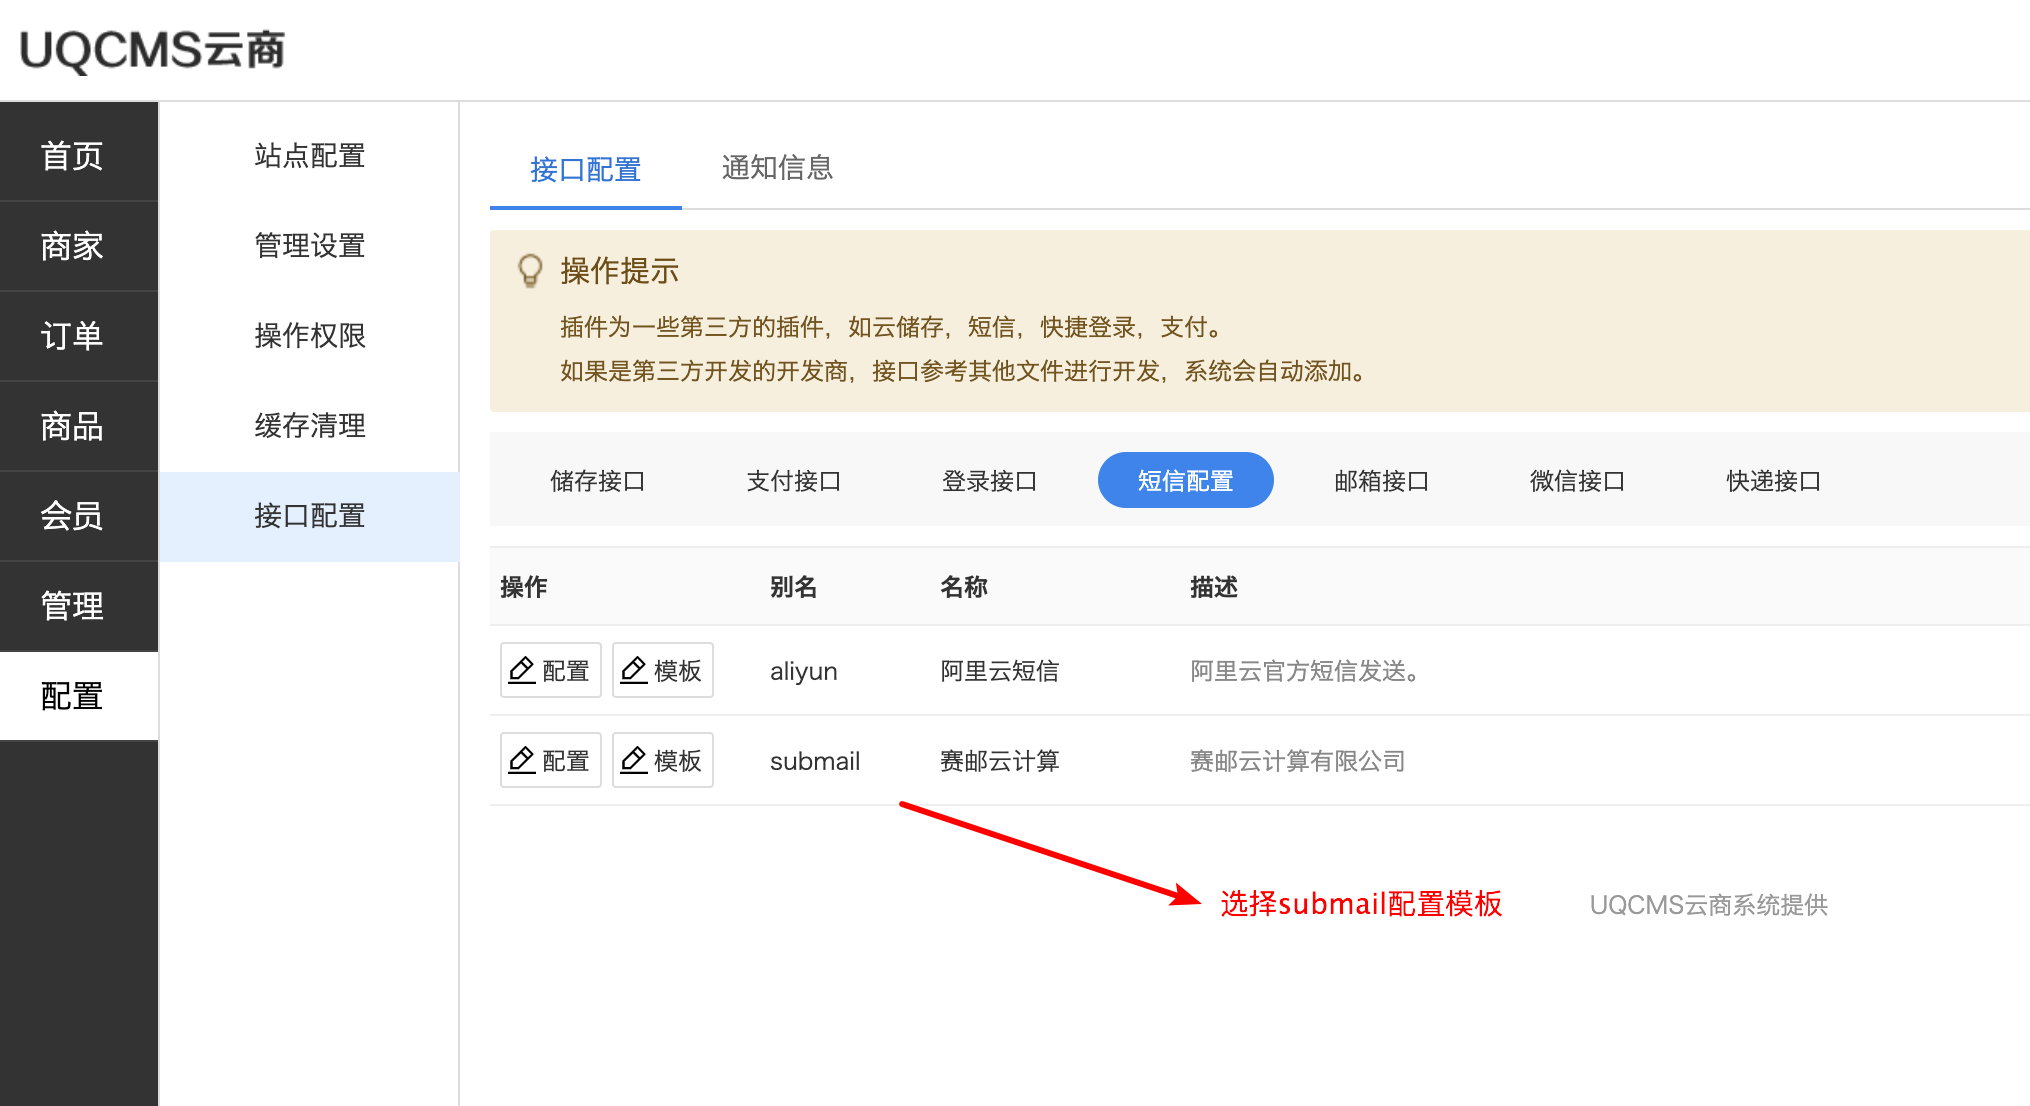 UQCMS云商
首页
商家
订单
商品
会员
管理
配置
站点配置
管理设置
操作权限
缓存清理
接口配置
接口配置 通知信息
操作提示
插件为一些第三方的插件，如云储存，短信，快捷登录，支付。
如果是第三方开发的开发商，接口参考其他文件进行开发，系统会自动添加。
储存接口 支付接口 登录接口 短信配置 邮箱接口 微信接口 快递接口
操作 别名 名称 描述
配置 模板 aliyun 阿里云短信 阿里云官方短信发送。
配置 模板 submail 赛邮云计算 赛邮云计算有限公司
选择submail配置模板
UQCMS云商系统提供